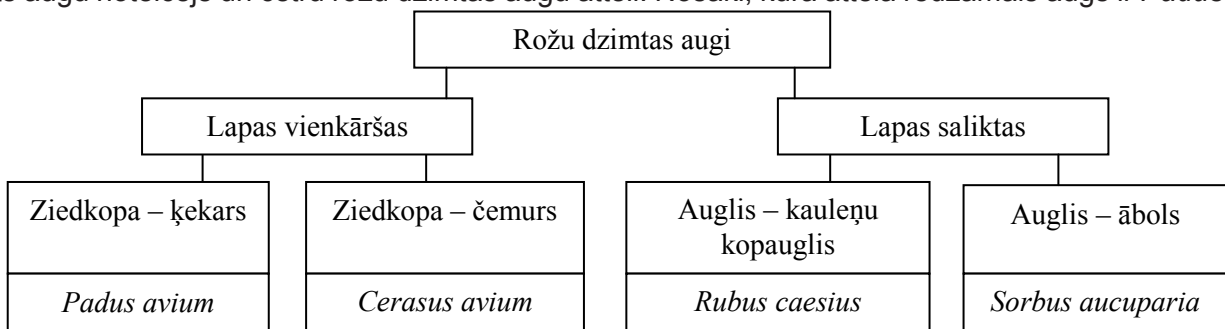 Rožu dzimtas augi
Lapas vienkāršas
Lapas saliktas
Ziedkopa – ķekars
Ziedkopa – čemurs
Auglis – kauleņu
kopauglis
Auglis – ābols
Padus avium
Cerasus avium
Rubus caesius
Sorbus aucuparia